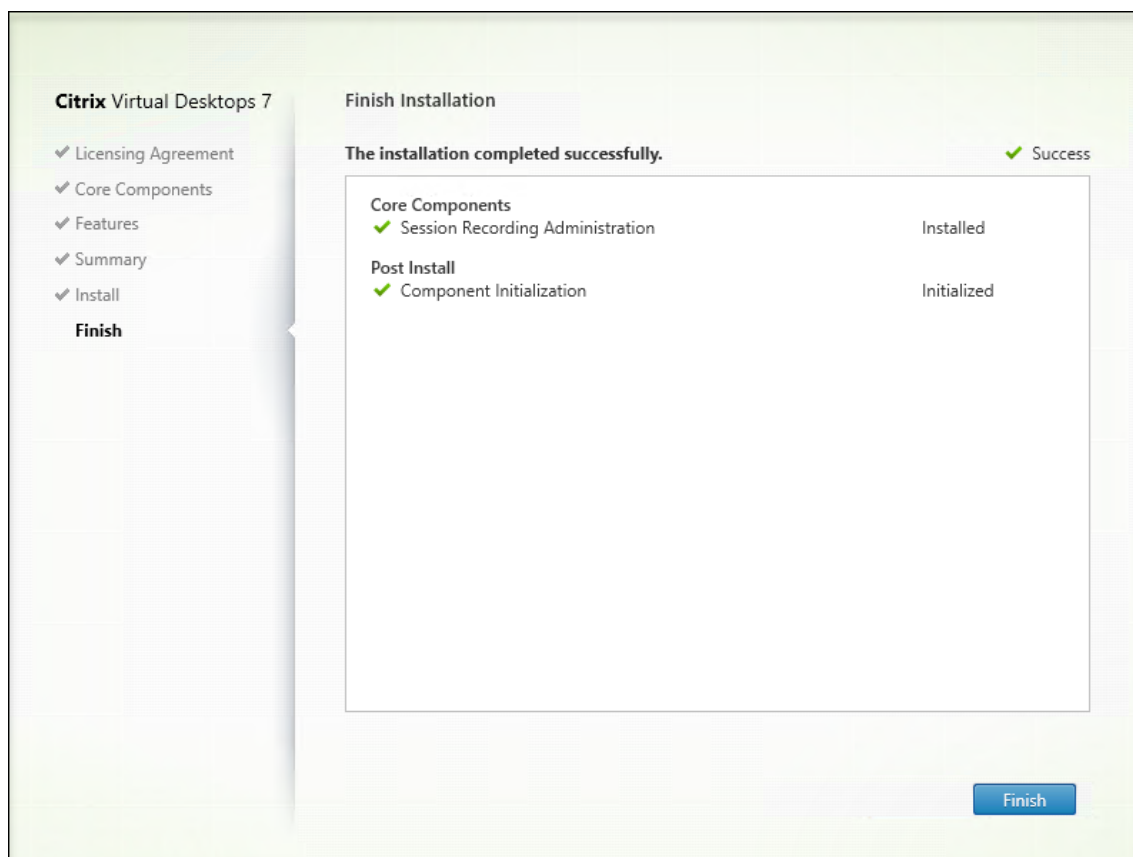 Citrix Virtual Desktops 7
Licensing Agreement
Core Components
Features
Summary
Install
Finish
Finish Installation
The installation completed successfully.
Success
Core Components
Session Recording Administration Installed
Post Install
Component Initialization Initialized
Finish